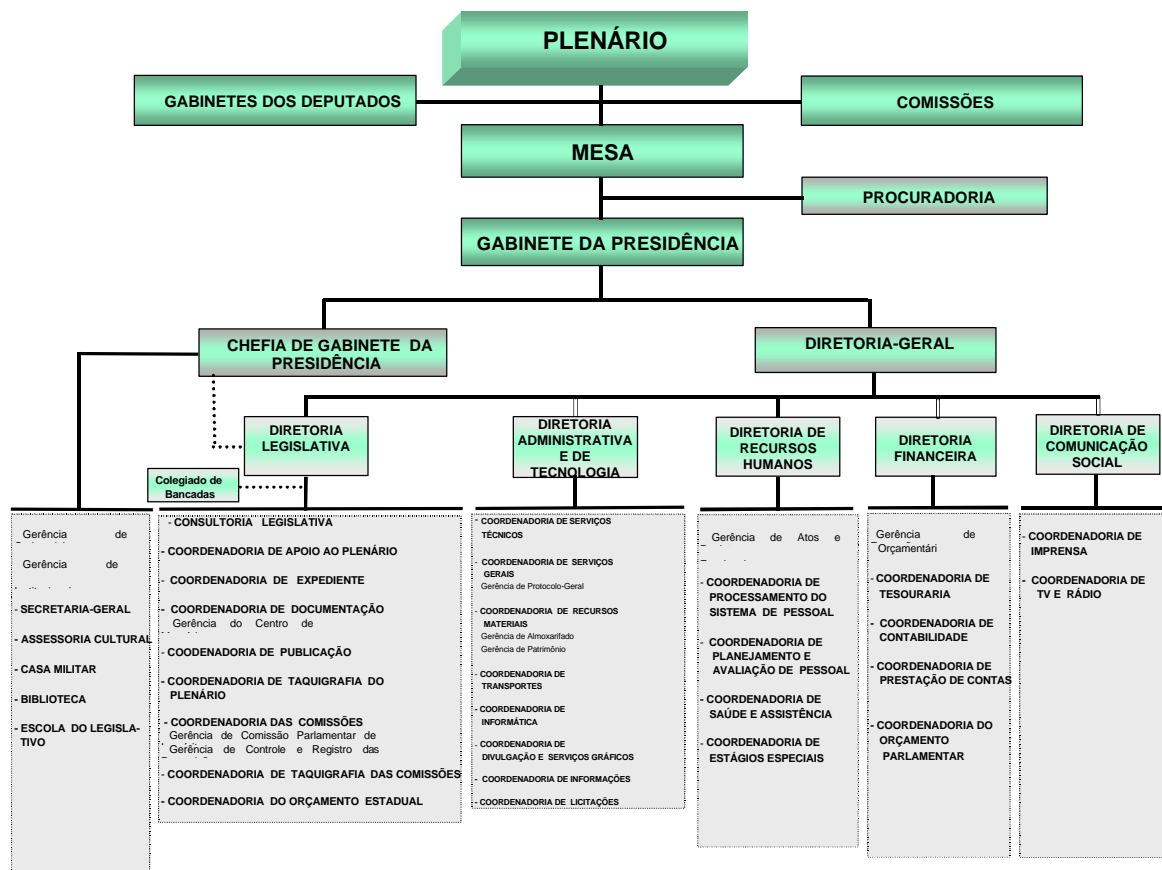 PLENÁRIO
GABINETES DOS DEPUTADOS
COMISSÕES
MESA
PROCURADORIA
GABINETE DA PRESIDÊNCIA
CHEFIA DE GABINETE DA
PRESIDÊNCIA
DIRETORIA-GERAL
DIRETORIA
LEGISLATIVA
DIRETORIA
ADMINISTRATIVA
E DE
TECNOLOGIA
DIRETORIA DE
RECURSOS
HUMANOS
DIRETORIA
FINANCEIRA
DIRETORIA DE
COMUNICAÇÃO
SOCIAL
Colegiado de
Bancadas
Gerência de
Gerência de
- SECRETARIA-GERAL
- ASSESSORIA CULTURAL
- CASA MILITAR
- BIBLIOTECA
- ESCOLA DO LEGISLA-
TIVO
- CONSULTORIA LEGISLATIVA
- COORDENADORIA DE APOIO AO PLENÁRIO
- COORDENADORIA DE EXPEDIENTE
- COORDENADORIA DE DOCUMENTAÇÃO
Gerência do Centro de
- COODENADORIA DE PUBLICAÇÃO
- COORDENADORIA DE TAQUIGRAFIA DO
PLENÁRIO
- COORDENADORIA DAS COMISSÕES
Gerência de Comissão Parlamentar de
Gerência de Controle e Registro das
- COORDENADORIA DE TAQUIGRAFIA DAS COMISSÕES
- COORDENADORIA DO ORÇAMENTO ESTADUAL
- COORDENADORIA DE SERVIÇOS
TÉCNICOS
- COORDENADORIA DE SERVIÇOS
GERAIS
Gerência de Protocolo-Geral
- COORDENADORIA DE RECURSOS
MATERIAIS
Gerência de Almoxarifado
Gerência de Patrimônio
- COORDENADORIA DE
TRANSPORTES
- COORDENADORIA DE
INFORMÁTICA
- COORDENADORIA DE
DIVULGAÇÃO E SERVIÇOS GRÁFICOS
- COORDENADORIA DE INFORMAÇÕES
- COORDENADORIA DE LICITAÇÕES
Gerência de Atos e
- COORDENADORIA DE
PROCESSAMENTO DO
SISTEMA DE PESSOAL
- COORDENADORIA DE
PLANEJAMENTO E
AVALIAÇÃO DE PESSOAL
- COORDENADORIA DE
SAÚDE E ASSISTÊNCIA
- COORDENADORIA DE
ESTÁGIOS ESPECIAIS
Gerência de
Orçamentári
- COORDENADORIA DE
TESOURARIA
- COORDENADORIA DE
CONTABILIDADE
- COORDENADORIA DE
PRESTAÇÃO DE CONTAS
- COORDENADORIA DO
ORÇAMENTO
PARLAMENTAR
- COORDENADORIA DE
IMPRENSA
- COORDENADORIA DE
TV E RÁDIO